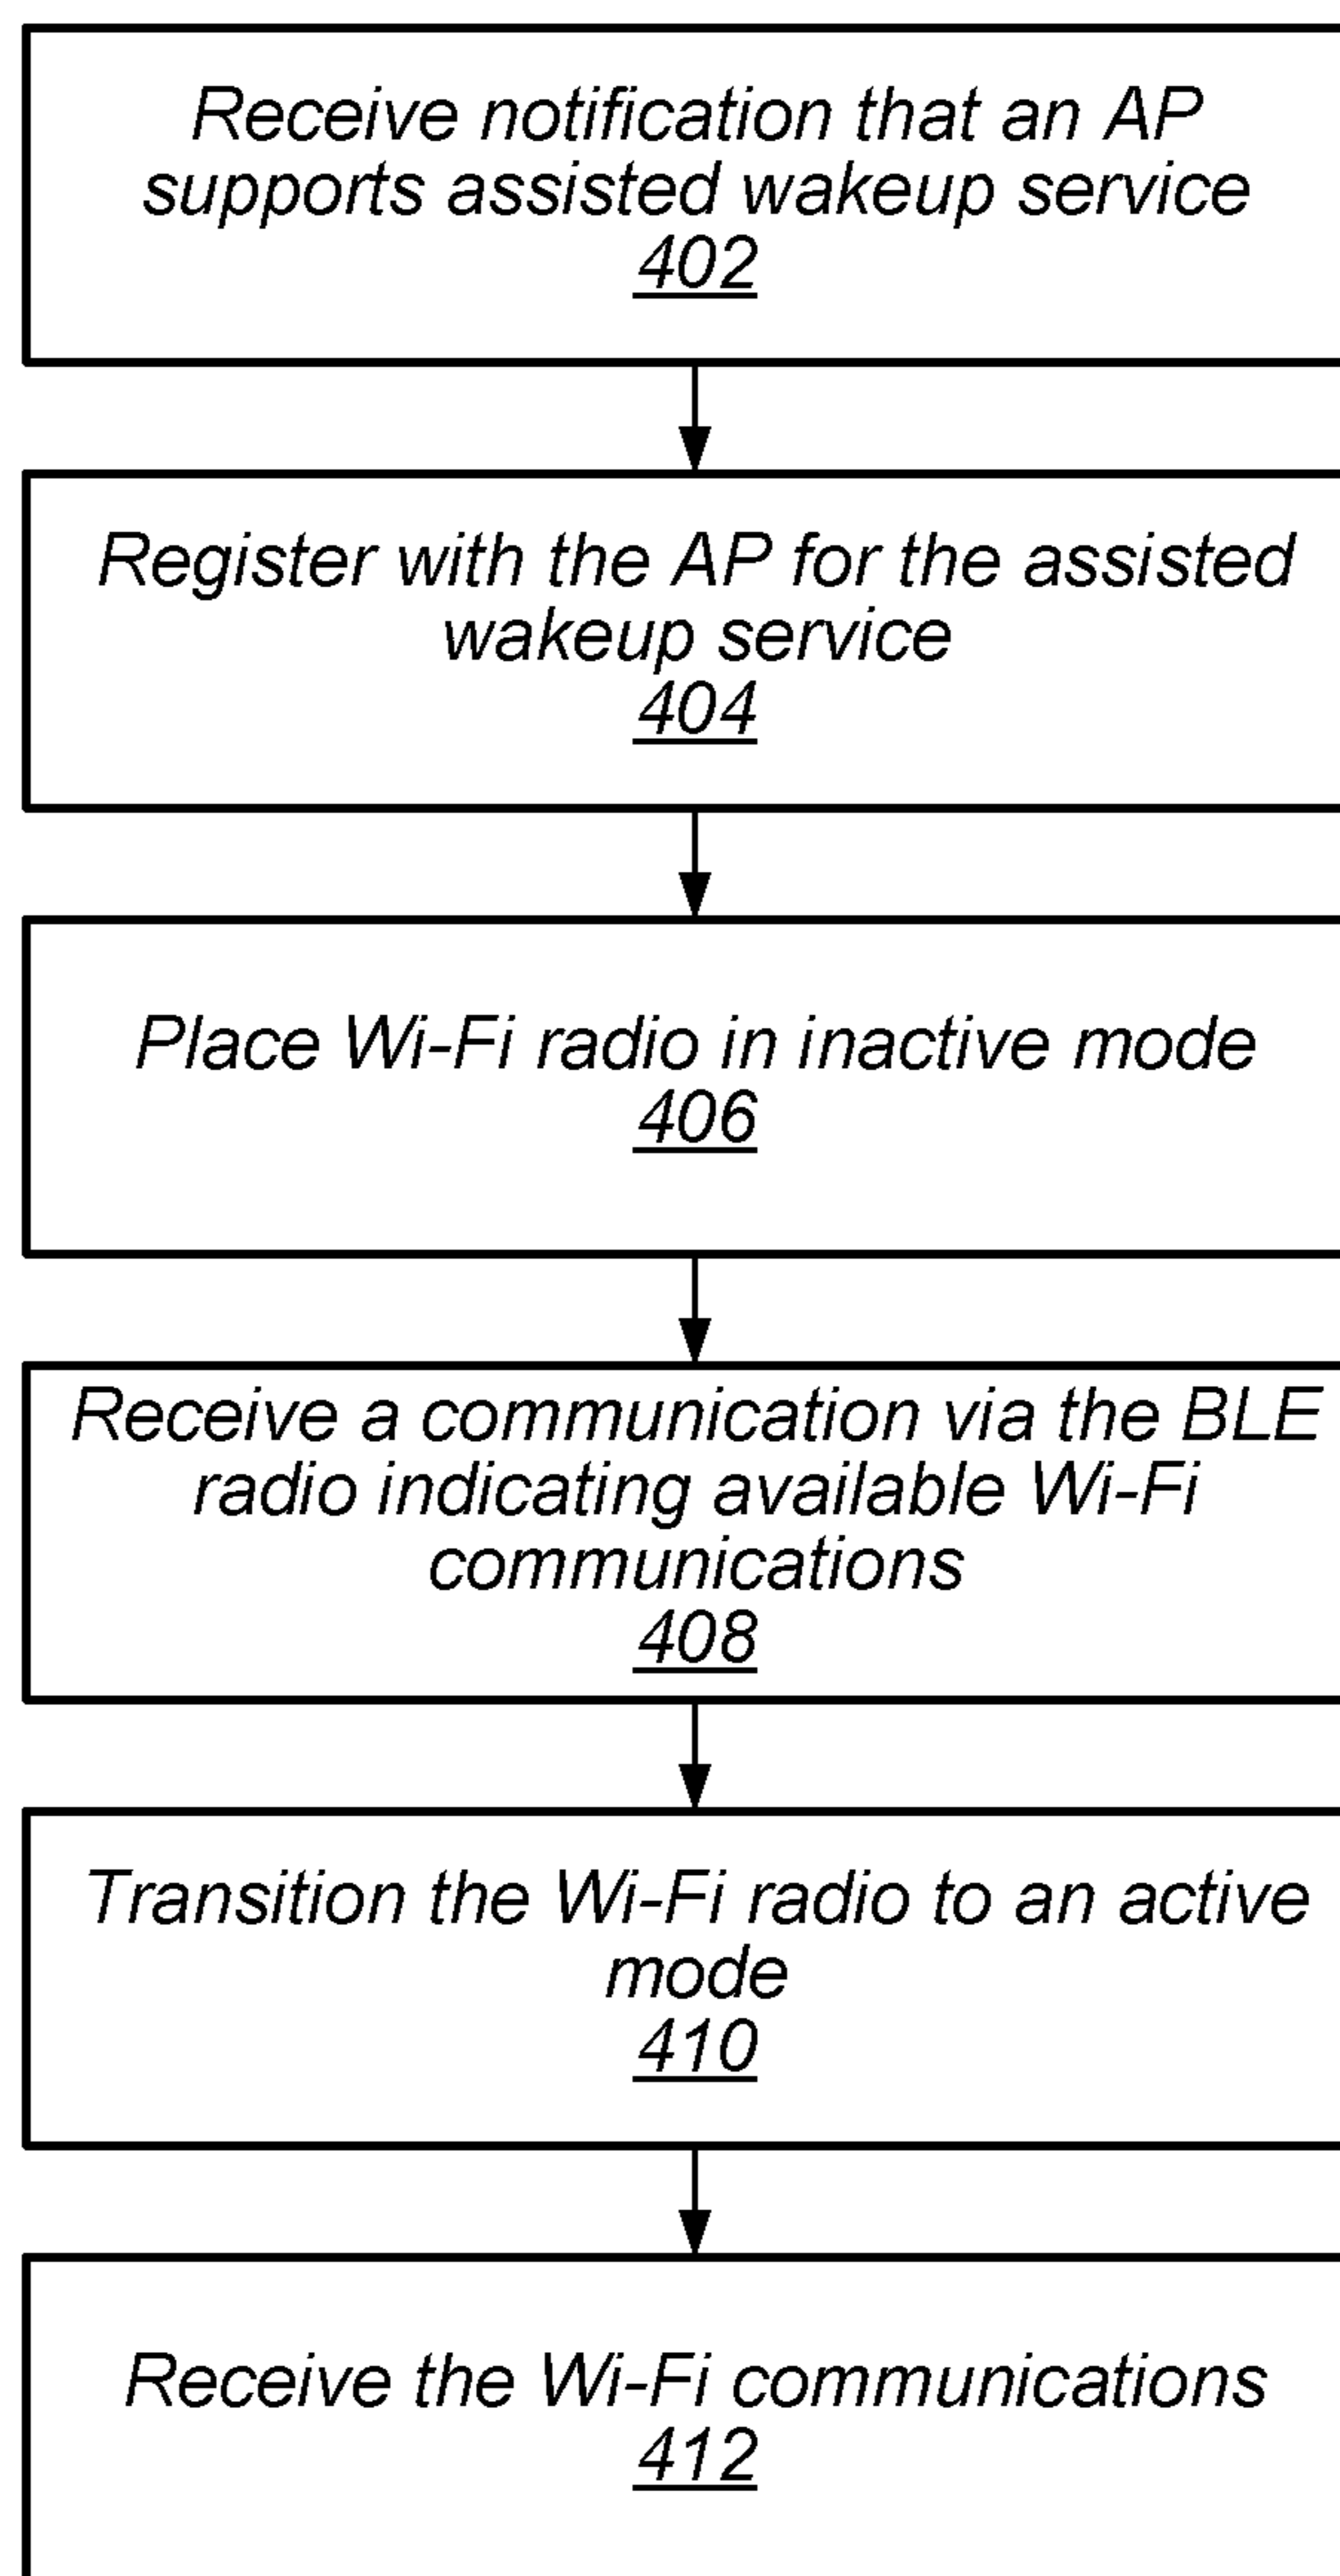 Receive notification that an AP
supports assisted wakeup service
402
Register with the AP for the assisted
wakeup service
404
Place Wi-Fi radio in inactive mode
406
Receive a communication via the BLE
radio indicating available Wi-Fi
communications
408
Transition the Wi-Fi radio to an active
mode
410
Receive the Wi-Fi communications
412